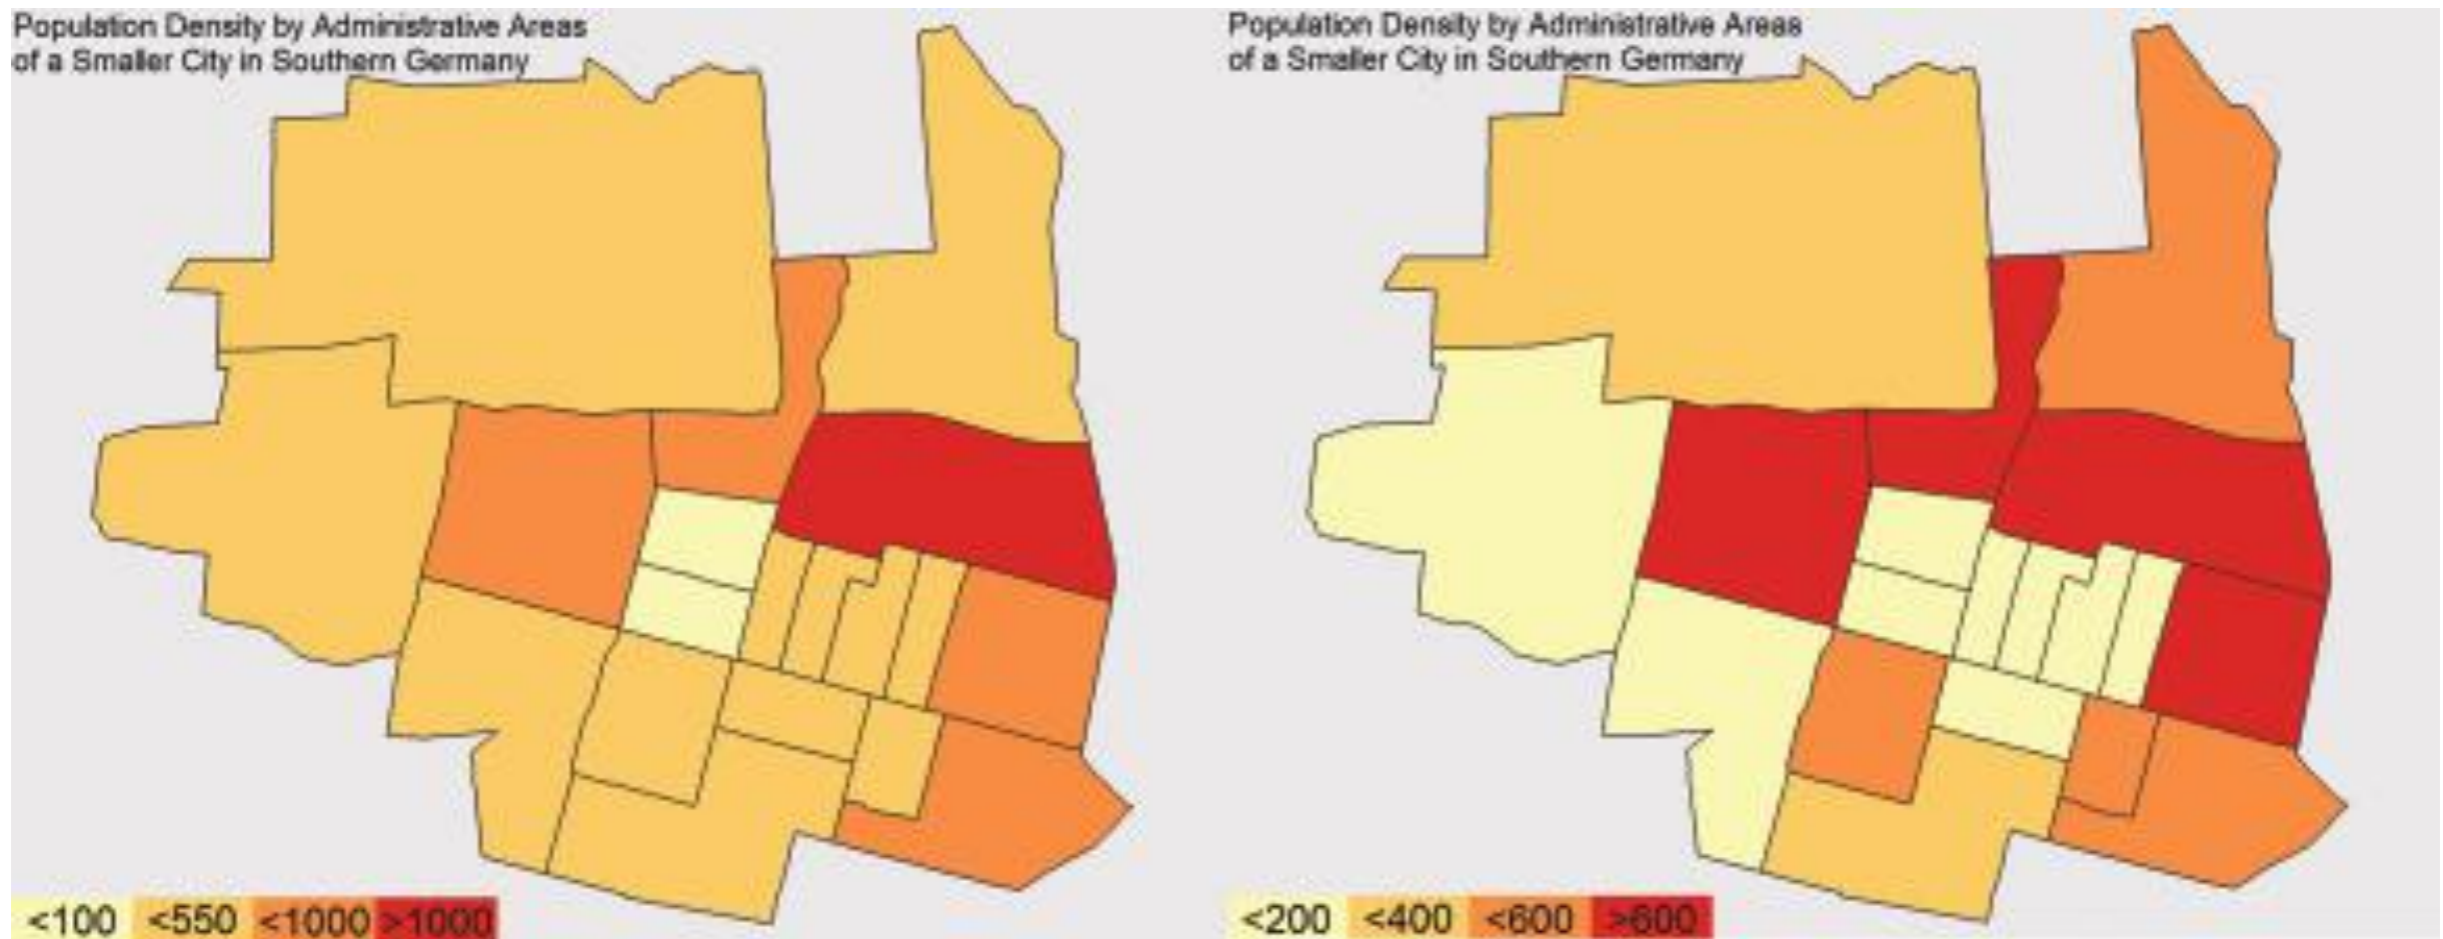 Population Density by Administrative Areas
of a Smaller City in Southern Germany
<100 <550 <1000 >1000
Population Density by Administrative Areas
of a Smaller City in Southern Germany
<200 <400 <600 >600